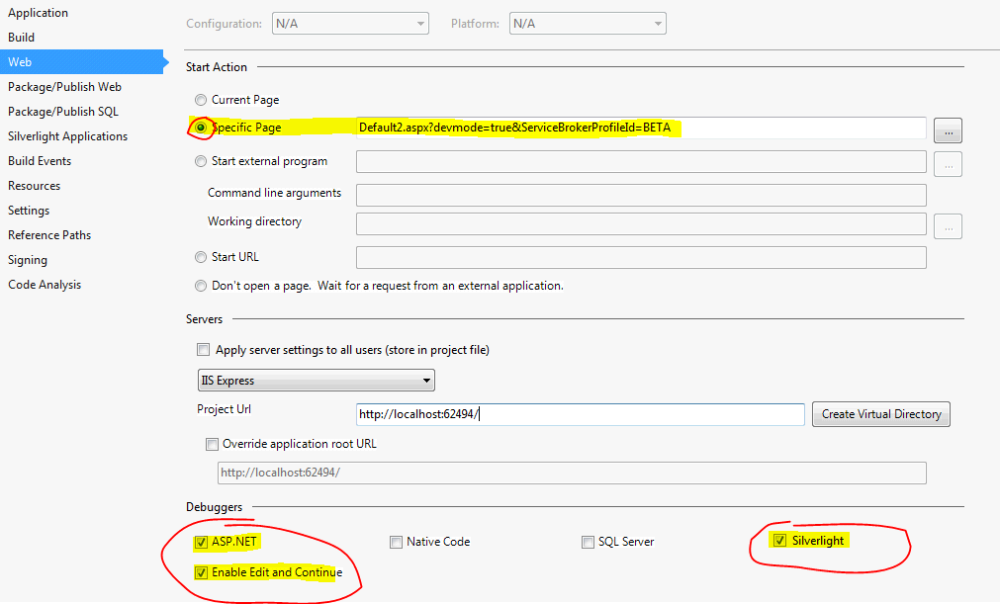 Application
Build
Web
Package/Publish Web
Package/Publish SQL
Silverlight Applications
Build Events
Resources
Settings
Reference Paths
Signing
Code Analysis
Configuration: N/A Platform: N/A
Start Action
Current Page
Specific Page Default2.aspx?devmode=true&ServiceBrokerProfileId=BETA ...
Start external program ...
Command line arguments
Working directory ...
Start URL
Don't open a page. Wait for a request from an external application.
Servers
Apply server settings to all users (store in project file)
IIS Express
Project Url http://localhost:62494/ Create Virtual Directory
Override application root URL
http://localhost:62494/
Debuggers
ASP.NET Native Code SQL Server Silverlight
Enable Edit and Continue